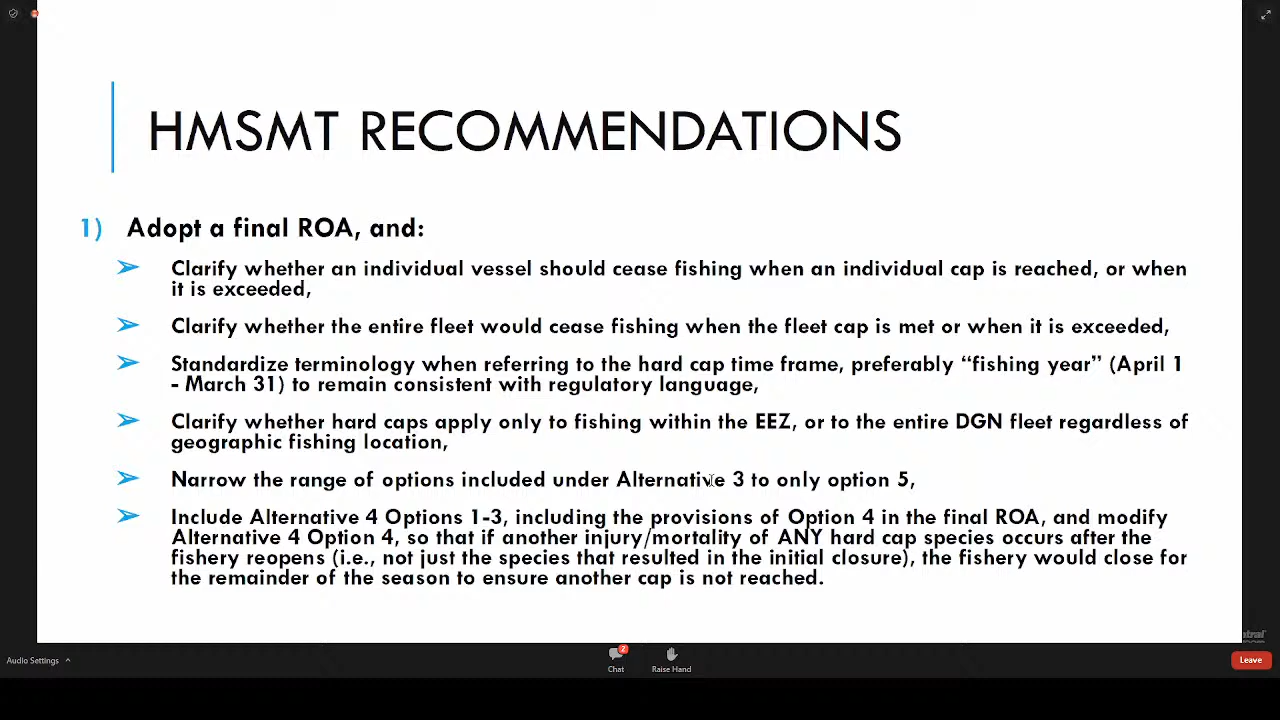 HMSMT RECOMMENDATIONS
1) Adopt a final ROA, and:
Clarify whether an individual vessel should cease fishing when an individual cap is reached, or when
it is exceeded,
Clarify whether the entire fleet would cease fishing when the fleet cap is met or when it is exceeded,
Standardize terminology when referring to the hard cap time frame, preferably “fishing year” (April 1
- March 31) to remain consistent with regulatory language,
Clarify whether hard caps apply only to fishing within the EEZ, or to the entire DGN fleet regardless of
geographic fishing location,
Narrow the range of options included under Alternative 3 to only option 5,
Include Alternative 4 Options 1-3, including the provisions of Option 4 in the final ROA, and modify
Alternative 4 Option 4, so that if another injury/mortality of ANY hard cap species occurs after the
fishery reopens (i.e., not just the species that resulted in the initial closure), the fishery would close for
the remainder of the season to ensure another cap is not reached.
Audio Settings
2
Chat
Raise Hand
Leave